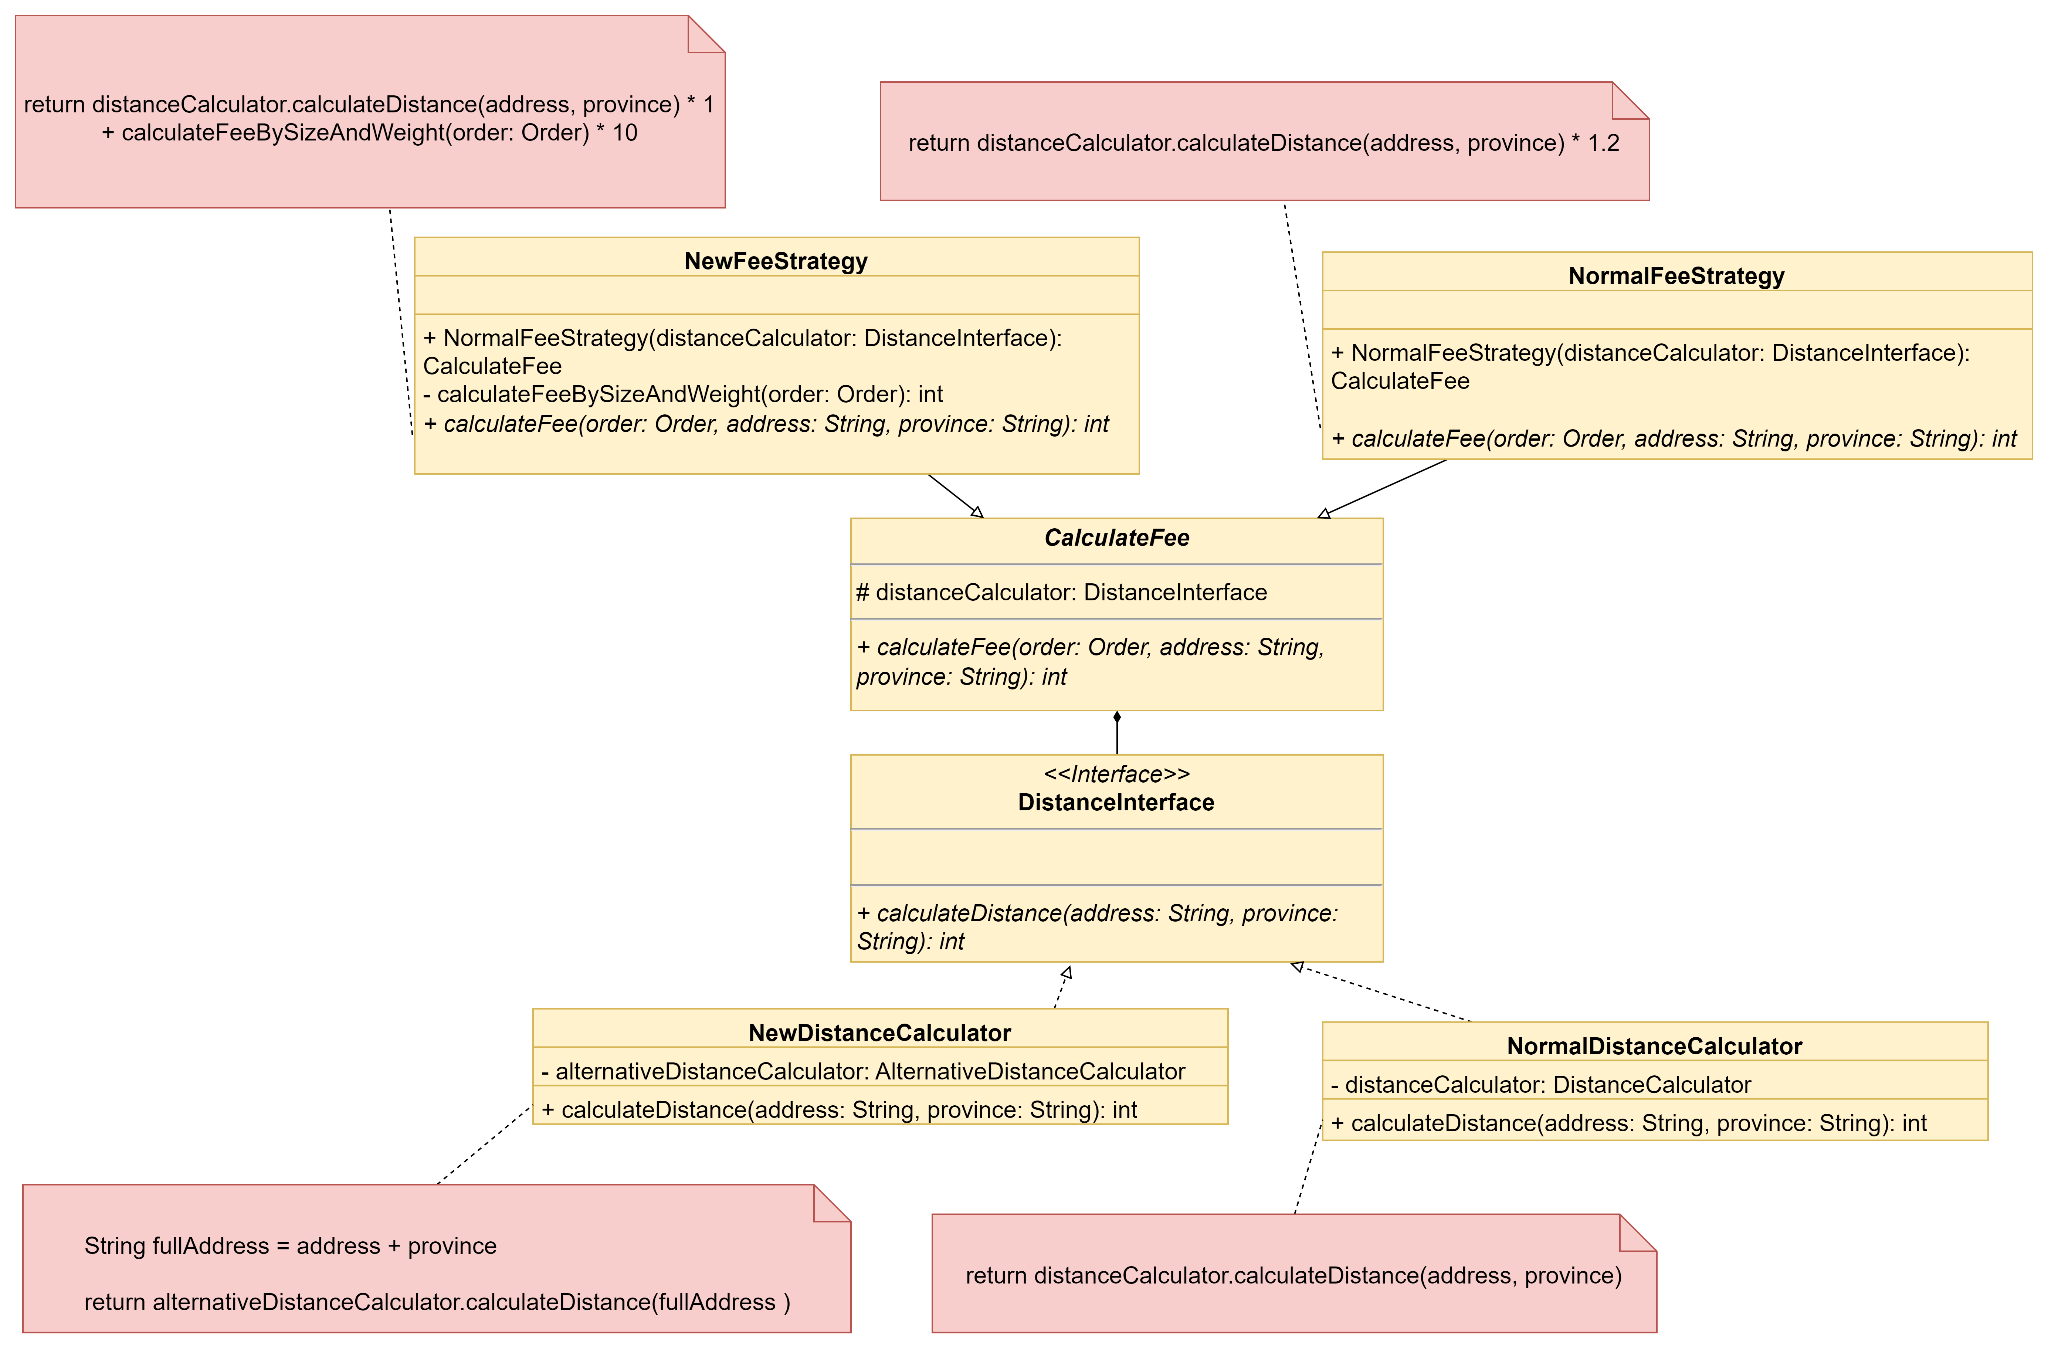 return distanceCalculator.calculateDistance(address, province) * 1
+ calculateFeeBySizeAndWeight(order: Order) * 10
return distanceCalculator.calculateDistance(address, province) * 1.2
NewFeeStrategy
+ NormalFeeStrategy(distanceCalculator: DistanceInterface):
CalculateFee
- calculateFeeBySizeAndWeight(order: Order): int
+ calculateFee(order: Order, address: String, province: String): int
NormalFeeStrategy
+ NormalFeeStrategy(distanceCalculator: DistanceInterface):
CalculateFee
+ calculateFee(order: Order, address: String, province: String): int
CalculateFee
# distanceCalculator: DistanceInterface
+ calculateFee(order: Order, address: String,
province: String): int
<<Interface>>
DistanceInterface
+ calculateDistance(address: String, province:
String): int
NewDistanceCalculator
- alternativeDistanceCalculator: AlternativeDistanceCalculator
+ calculateDistance(address: String, province: String): int
NormalDistanceCalculator
- distanceCalculator: DistanceCalculator
+ calculateDistance(address: String, province: String): int
String fullAddress = address + province
return alternativeDistanceCalculator.calculateDistance(fullAddress )
return distanceCalculator.calculateDistance(address, province)